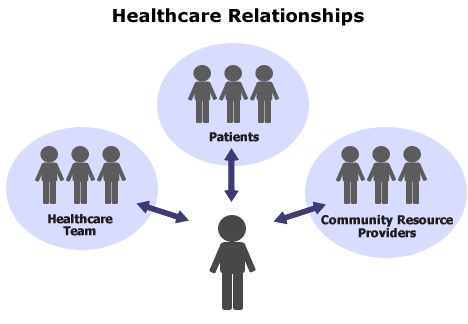 Healthcare Relationships
Patients
Healthcare
Team
Community Resource
Providers